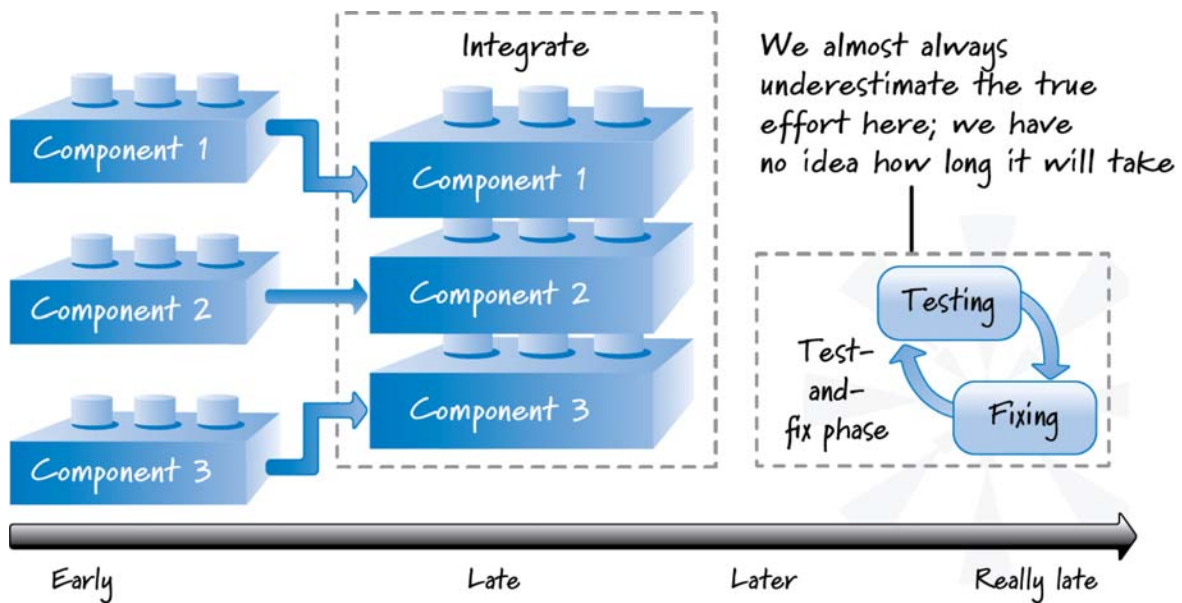 Component 1
Component 2
Component 3
Integrate
Component 1
Component 2
Component 3
We almost always
underestimate the true
effort here; we have
no idea how long it will take
Testing
Test-
and-
fix phase
Fixing
Early
Late
Later
Really late